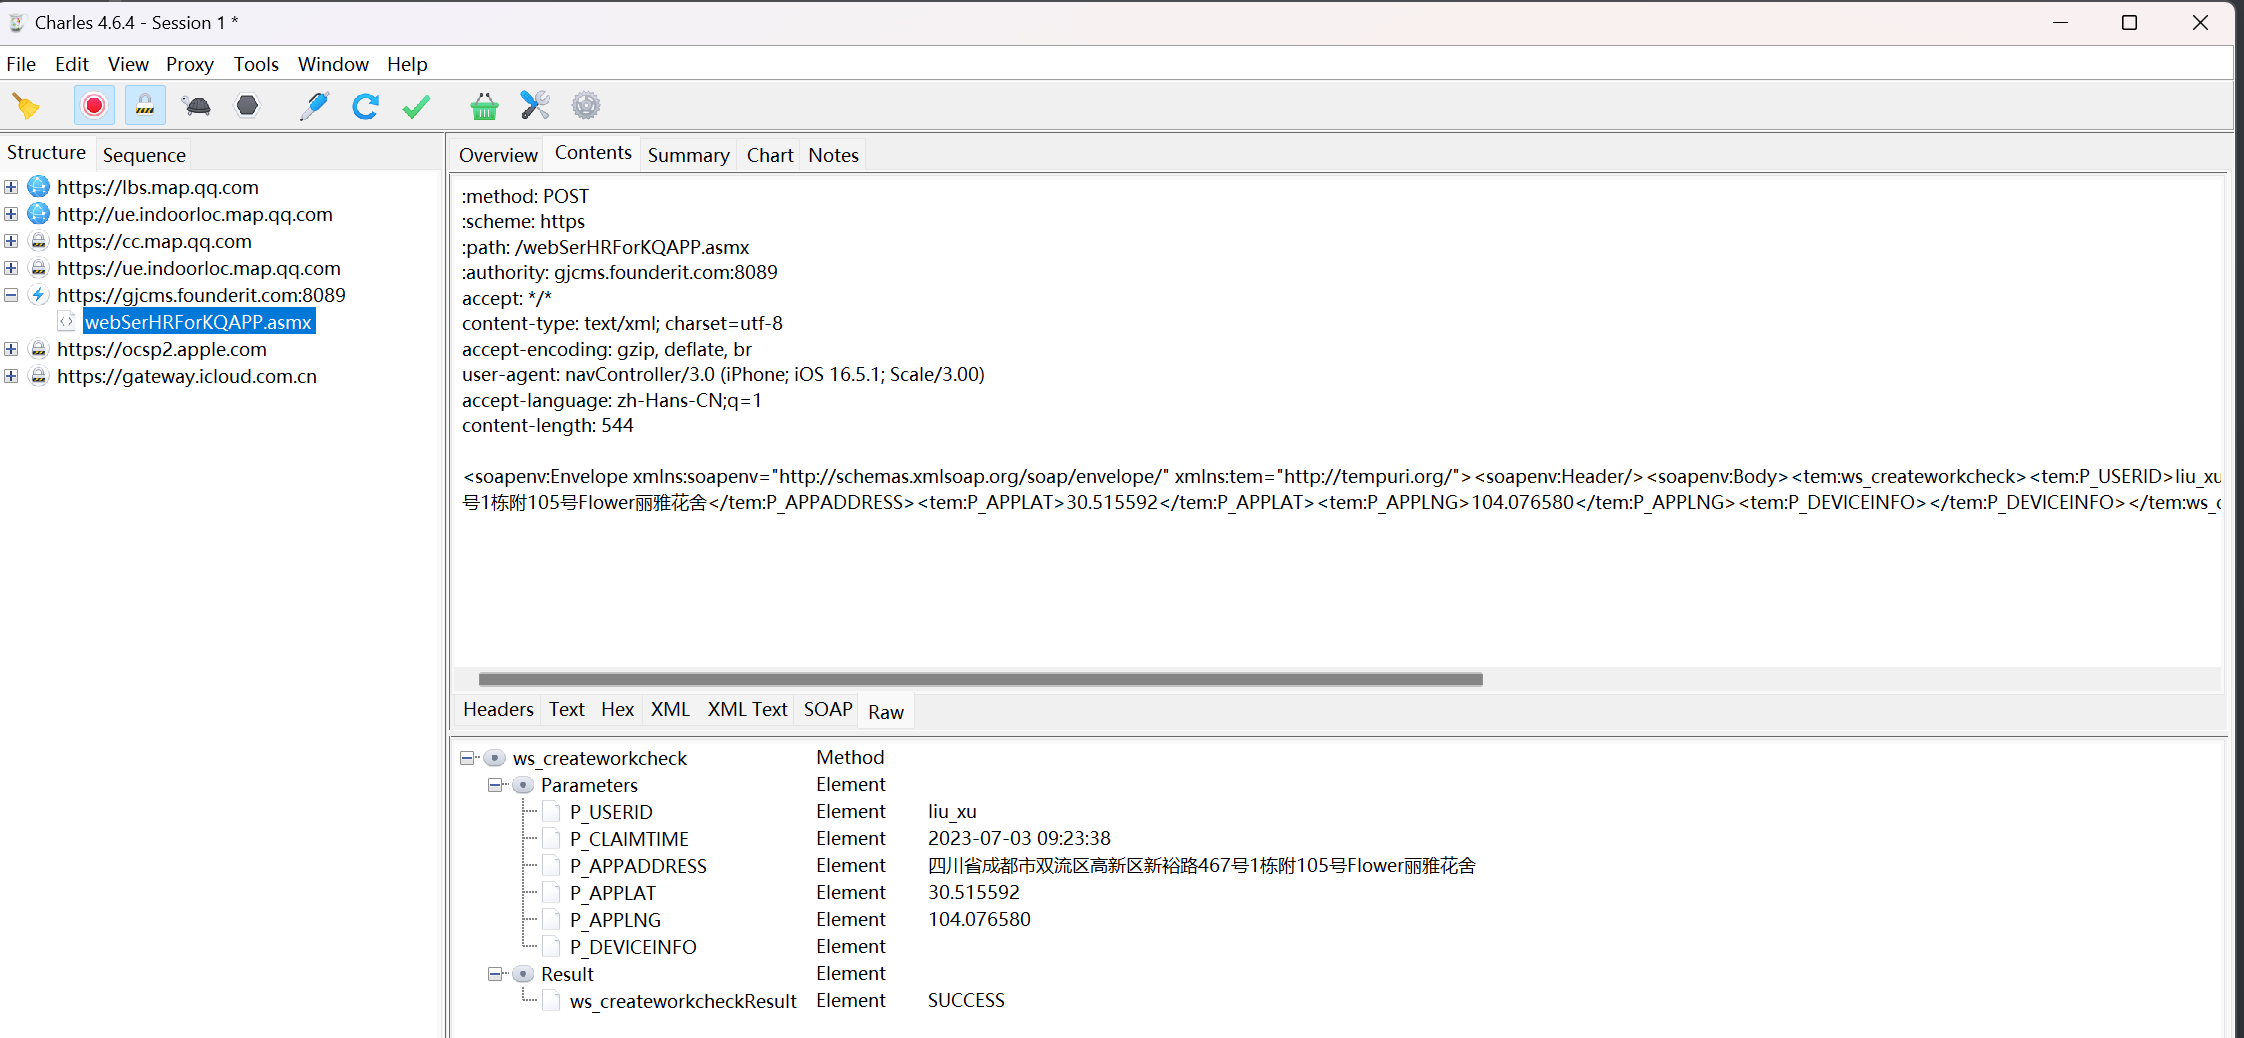 Charles 4.6.4 - Session 1 *
File Edit View Proxy Tools Window Help
Structure Sequence
https://lbs.map.qq.com
http://ue.indoorloc.map.qq.com
https://cc.map.qq.com
https://ue.indoorloc.map.qq.com
https://gjcms.founderit.com:8089
webSerHRForKQAPP.asmx
https://ocsp2.apple.com
https://gateway.icloud.com.cn
Overview Contents Summary Chart Notes
:method: POST
:scheme: https
:path: /webSerHRForKQAPP.asmx
:authority: gjcms.founderit.com:8089
accept: */*
content-type: text/xml; charset=utf-8
accept-encoding: gzip, deflate, br
user-agent: navController/3.0 (iPhone; iOS 16.5.1; Scale/3.00)
accept-language: zh-Hans-CN;q=1
content-length: 544
<soapenv:Envelope xmlns:soapenv="http://schemas.xmlsoap.org/soap/envelope/" xmlns:tem="http://tempuri.org/"><soapenv:Header/><soapenv:Body><tem:ws_createworkcheck><tem:P_USERID>liu_xu
号1栋附105号Flower丽雅花舍</tem:P_APPADDRESS><tem:P_APPLAT>30.515592</tem:P_APPLAT><tem:P_APPLNG>104.076580</tem:P_APPLNG><tem:P_DEVICEINFO></tem:P_DEVICEINFO></tem:ws_c
Headers Text Hex XML XML Text SOAP Raw
ws_createworkcheck Method
Parameters Element
P_USERID Element liu_xu
P_CLAIMTIME Element 2023-07-03 09:23:38
P_APPADDRESS Element 四川省成都市双流区高新区新裕路467号1栋附105号Flower丽雅花舍
P_APPLAT Element 30.515592
P_APPLNG Element 104.076580
P_DEVICEINFO Element
Result Element
ws_createworkcheckResult Element SUCCESS